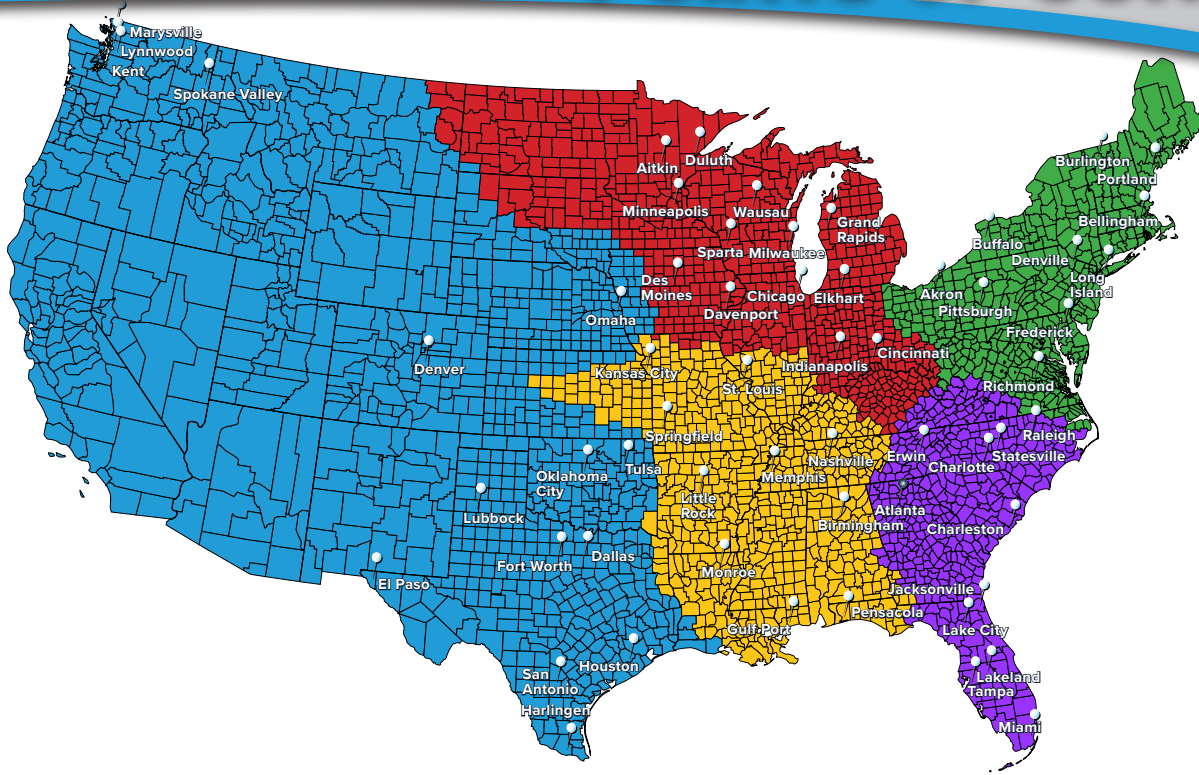 Marysville
Lynnwood
Kent
Spokane Valley
Aitkin
Duluth
Burlington
Portland
Minneapolis
Wausau
Grand
Rapids
Bellingham
Sparta
Milwaukee
Buffalo
Denville
Des
Moines
Chicago
Elkhart
Akron
Long
Island
Omaha
Davenport
Pittsburgh
Frederick
Denver
Kansas City
St. Louis
Indianapolis
Cincinnati
Richmond
Springfield
Raleigh
Oklahoma
City
Tulsa
Nashville
Memphis
Erwin
Charlotte
Statesville
Lubbock
Little
Rock
Birmingham
Atlanta
Charleston
Fort Worth
Dallas
El Paso
Monroe
Jacksonville
Pensacola
Gulf Port
Lake City
San
Antonio
Houston
Lakeland
Tampa
Harlingen
Miami